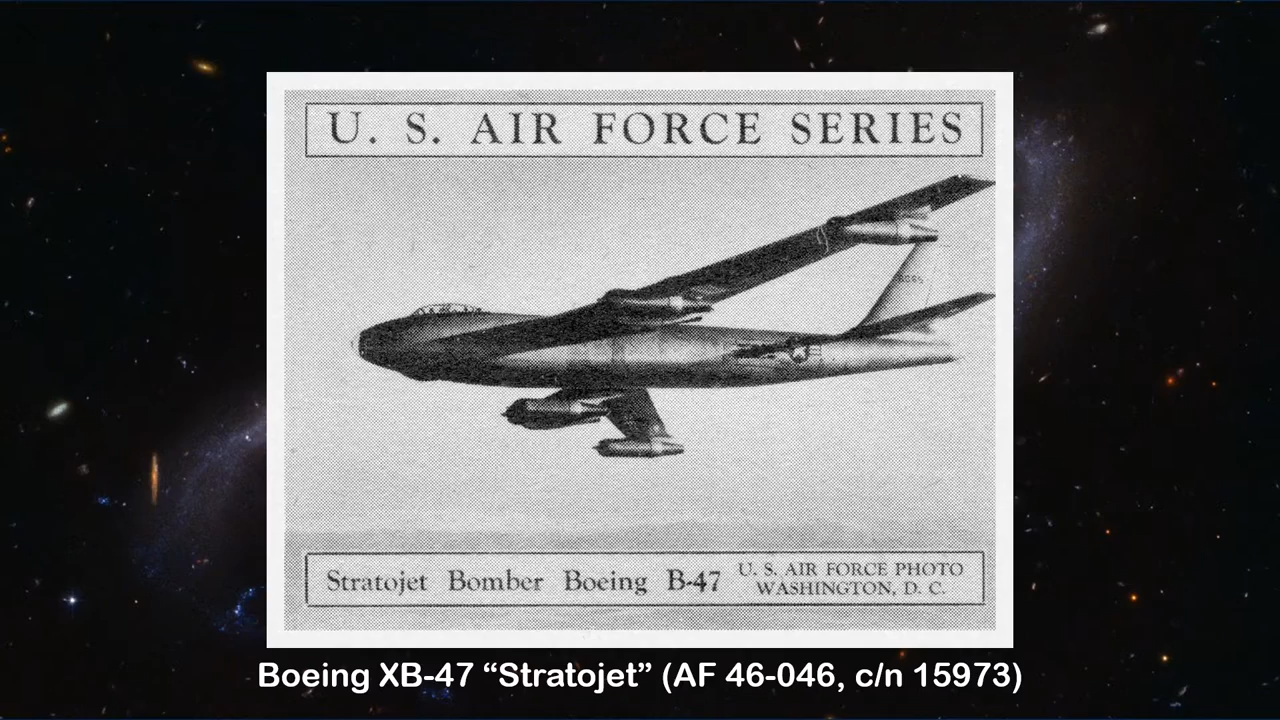 U. S. AIR FORCE SERIES
Stratojet Bomber Boeing B-47
U. S. AIR FORCE PHOTO
WASHINGTON, D. C.
Boeing XB-47 “Stratojet” (AF 46-046, c/n 15973)